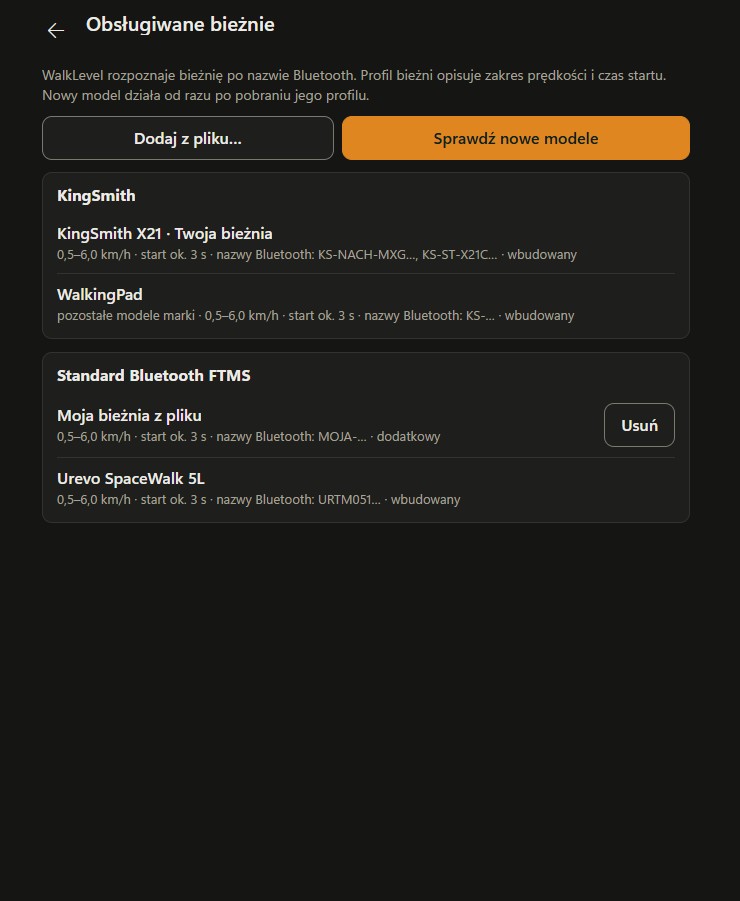 Obsługiwane bieżnie
WalkLevel rozpoznaje bieżnię po nazwie Bluetooth. Profil bieżni opisuje zakres prędkości i czas startu.
Nowy model działa od razu po pobraniu jego profilu.
Dodaj z pliku...
Sprawdź nowe modele
KingSmith
KingSmith X21 · Twoja bieżnia
0,5–6,0 km/h · start ok. 3 s · nazwy Bluetooth: KS-NACH-MXG..., KS-ST-X21C... · wbudowany
WalkingPad
pozostałe modele marki · 0,5–6,0 km/h · start ok. 3 s · nazwy Bluetooth: KS-... · wbudowany
Standard Bluetooth FTMS
Moja bieżnia z pliku
0,5–6,0 km/h · start ok. 3 s · nazwy Bluetooth: MOJA-... · dodatkowy
Usuń
Urevo SpaceWalk 5L
0,5–6,0 km/h · start ok. 3 s · nazwy Bluetooth: URTM051... · wbudowany